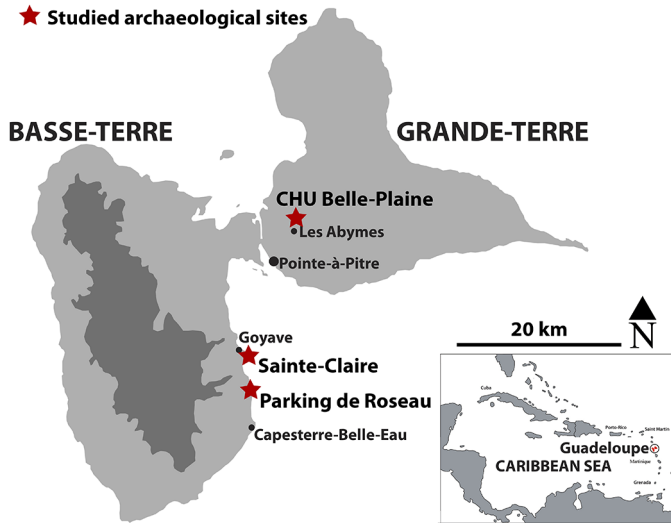 Studied archaeological sites
BASSE-TERRE
GRANDE-TERRE
CHU Belle-Plaine
Les Abymes
Pointe-à-Pitre
Goyave
Sainte-Claire
Parking de Roseau
Capesterre-Belle-Eau
20 km
N
Cuba
Porto-Rico
Saint Martin
Guadeloupe
Martinique
CARIBBEAN SEA
Grenada